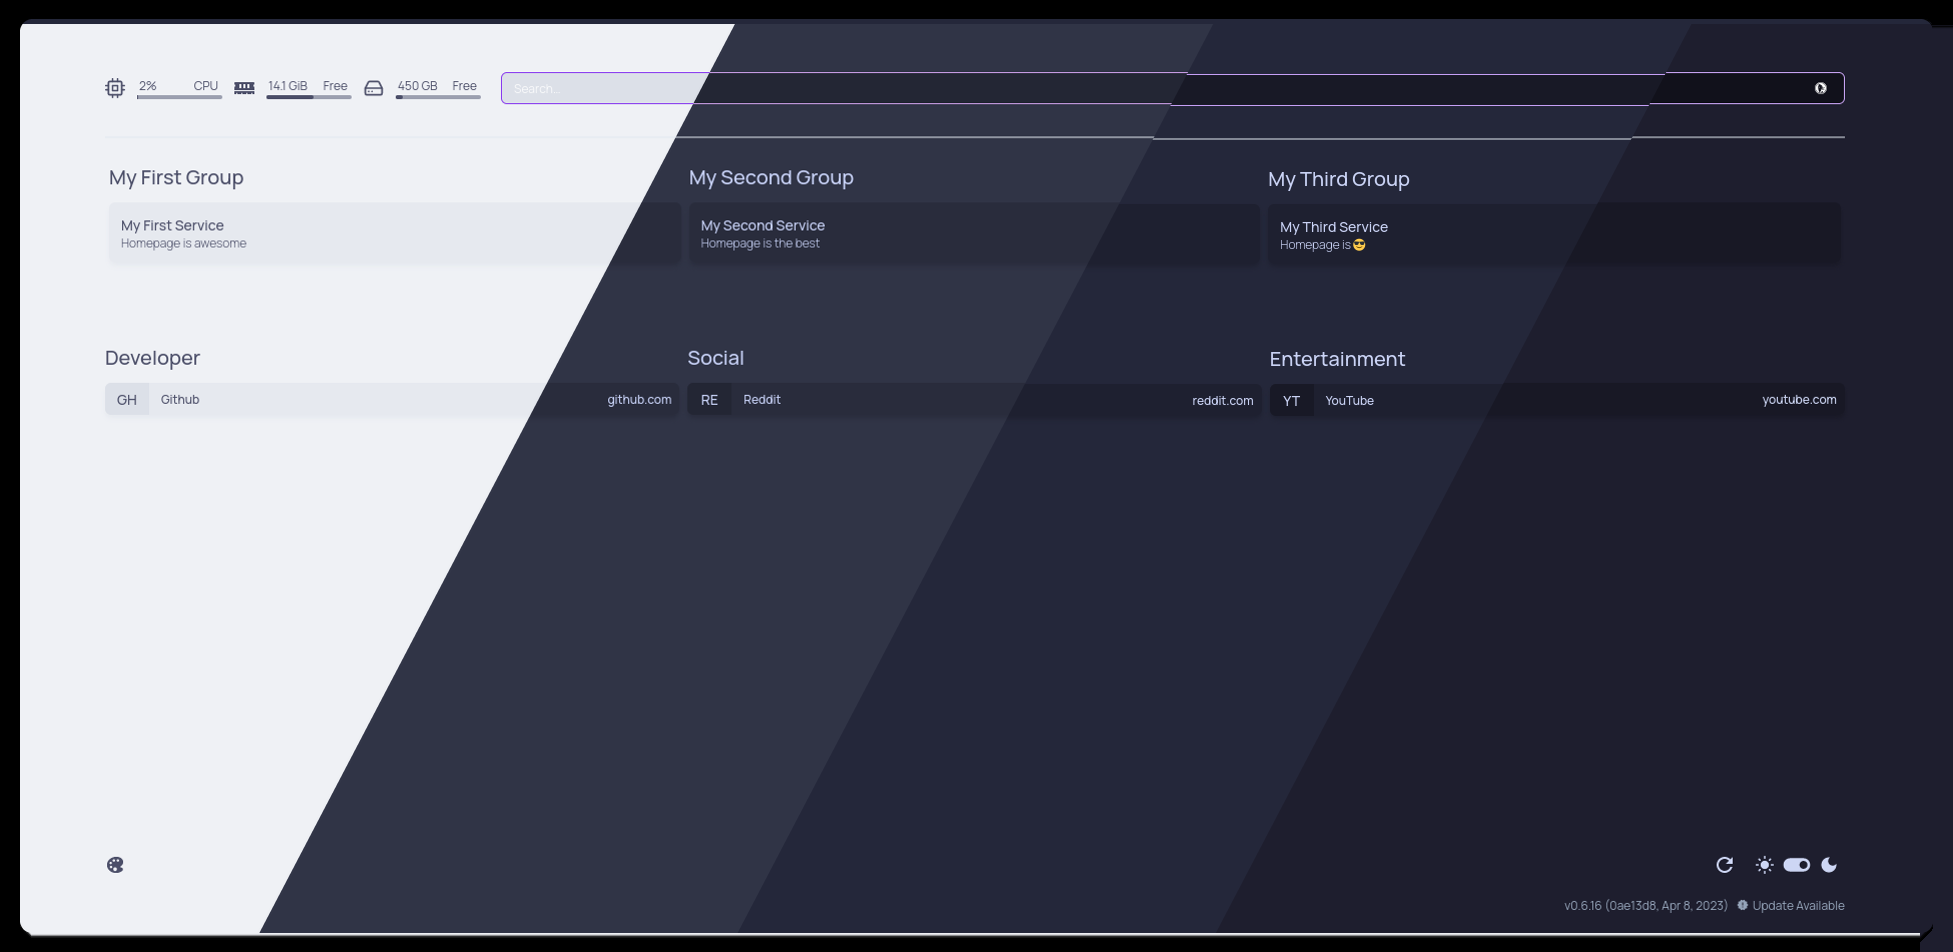 2% CPU 14.1 GiB Free 450 GB Free Search...
My First Group My Second Group My Third Group
My First Service My Second Service My Third Service
Homepage is awesome Homepage is the best Homepage is 😎
Developer Social Entertainment
GH Github github.com RE Reddit reddit.com YT YouTube youtube.com
v0.6.16 (0ae13d8, Apr 8, 2023) Update Available